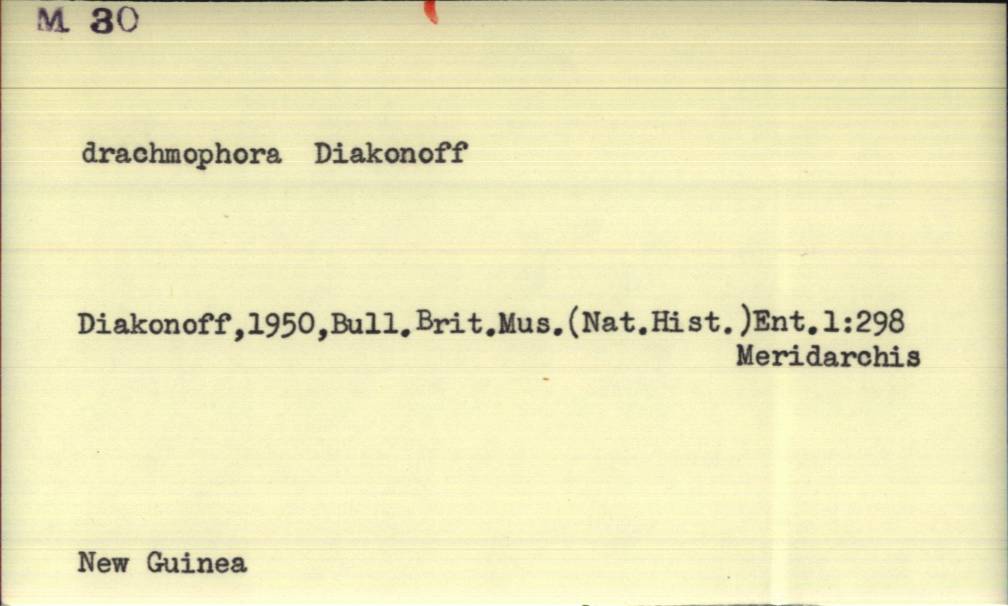 M 30
drachmophora Diakonoff
Diakonoff,1950,Bull.Brit.Mus.(Nat.Hist.)Ent.1:298
Meridarchis
New Guinea